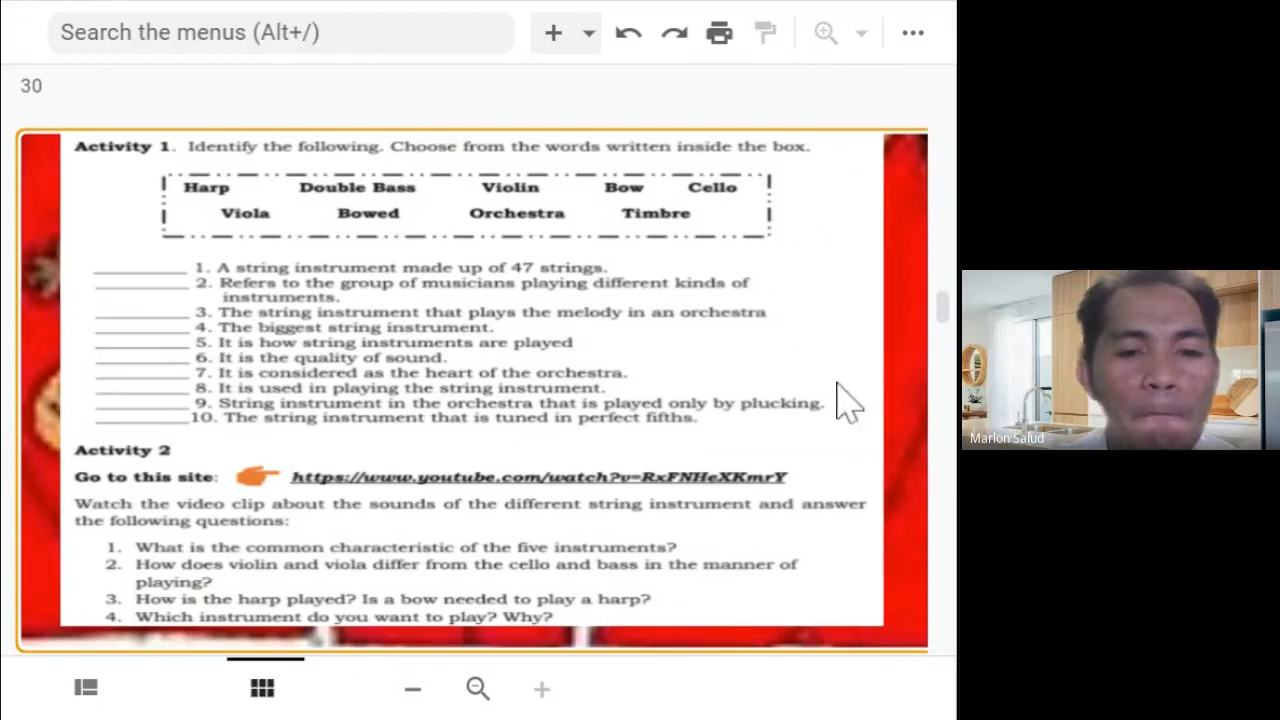 Search the menus (Alt+/)
30
Activity 1. Identify the following. Choose from the words written inside the box.
Harp Double Bass Violin Bow Cello
Viola Bowed Orchestra Timbre
1. A string instrument made up of 47 strings.
2. Refers to the group of musicians playing different kinds of
instruments.
3. The string instrument that plays the melody in an orchestra
4. The biggest string instrument.
5. It is how string instruments are played
6. It is the quality of sound.
7. It is considered as the heart of the orchestra.
8. It is used in playing the string instrument.
9. String instrument in the orchestra that is played only by plucking.
10. The string instrument that is tuned in perfect fifths.
Activity 2
Go to this site: https://www.youtube.com/watch?v=RxFNHeXKmrY
Watch the video clip about the sounds of the different string instrument and answer
the following questions:
1. What is the common characteristic of the five instruments?
2. How does violin and viola differ from the cello and bass in the manner of
playing?
3. How is the harp played? Is a bow needed to play a harp?
4. Which instrument do you want to play? Why?
Marlon Salud